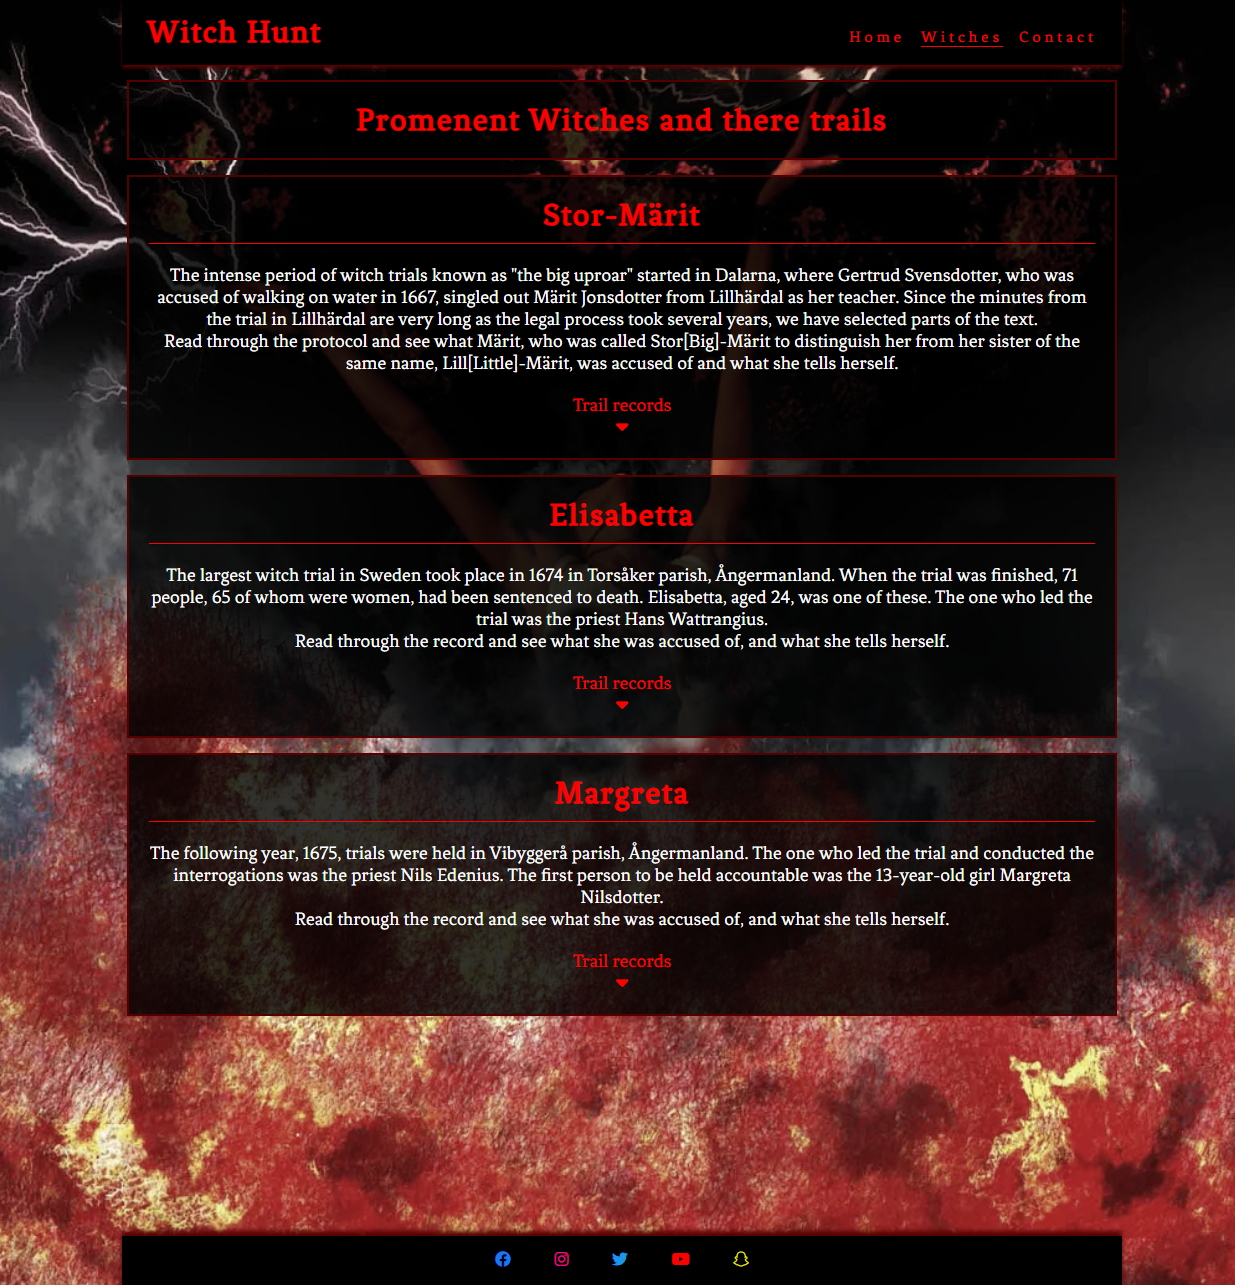 Witch Hunt
Home Witches Contact
Promenent Witches and there trails
Stor-Märit
The intense period of witch trials known as "the big uproar" started in Dalarna, where Gertrud Svensdotter, who was
accused of walking on water in 1667, singled out Märit Jonsdotter from Lillhärdal as her teacher. Since the minutes from
the trial in Lillhärdal are very long as the legal process took several years, we have selected parts of the text.
Read through the protocol and see what Märit, who was called Stor[Big]-Märit to distinguish her from her sister of the
same name, Lill[Little]-Märit, was accused of and what she tells herself.
Trail records
Elisabetta
The largest witch trial in Sweden took place in 1674 in Torsåker parish, Ångermanland. When the trial was finished, 71
people, 65 of whom were women, had been sentenced to death. Elisabetta, aged 24, was one of these. The one who led the
trial was the priest Hans Wattrangius.
Read through the record and see what she was accused of, and what she tells herself.
Trail records
Margreta
The following year, 1675, trials were held in Vibyggerå parish, Ångermanland. The one who led the trial and conducted the
interrogations was the priest Nils Edenius. The first person to be held accountable was the 13-year-old girl Margreta
Nilsdotter.
Read through the record and see what she was accused of, and what she tells herself.
Trail records